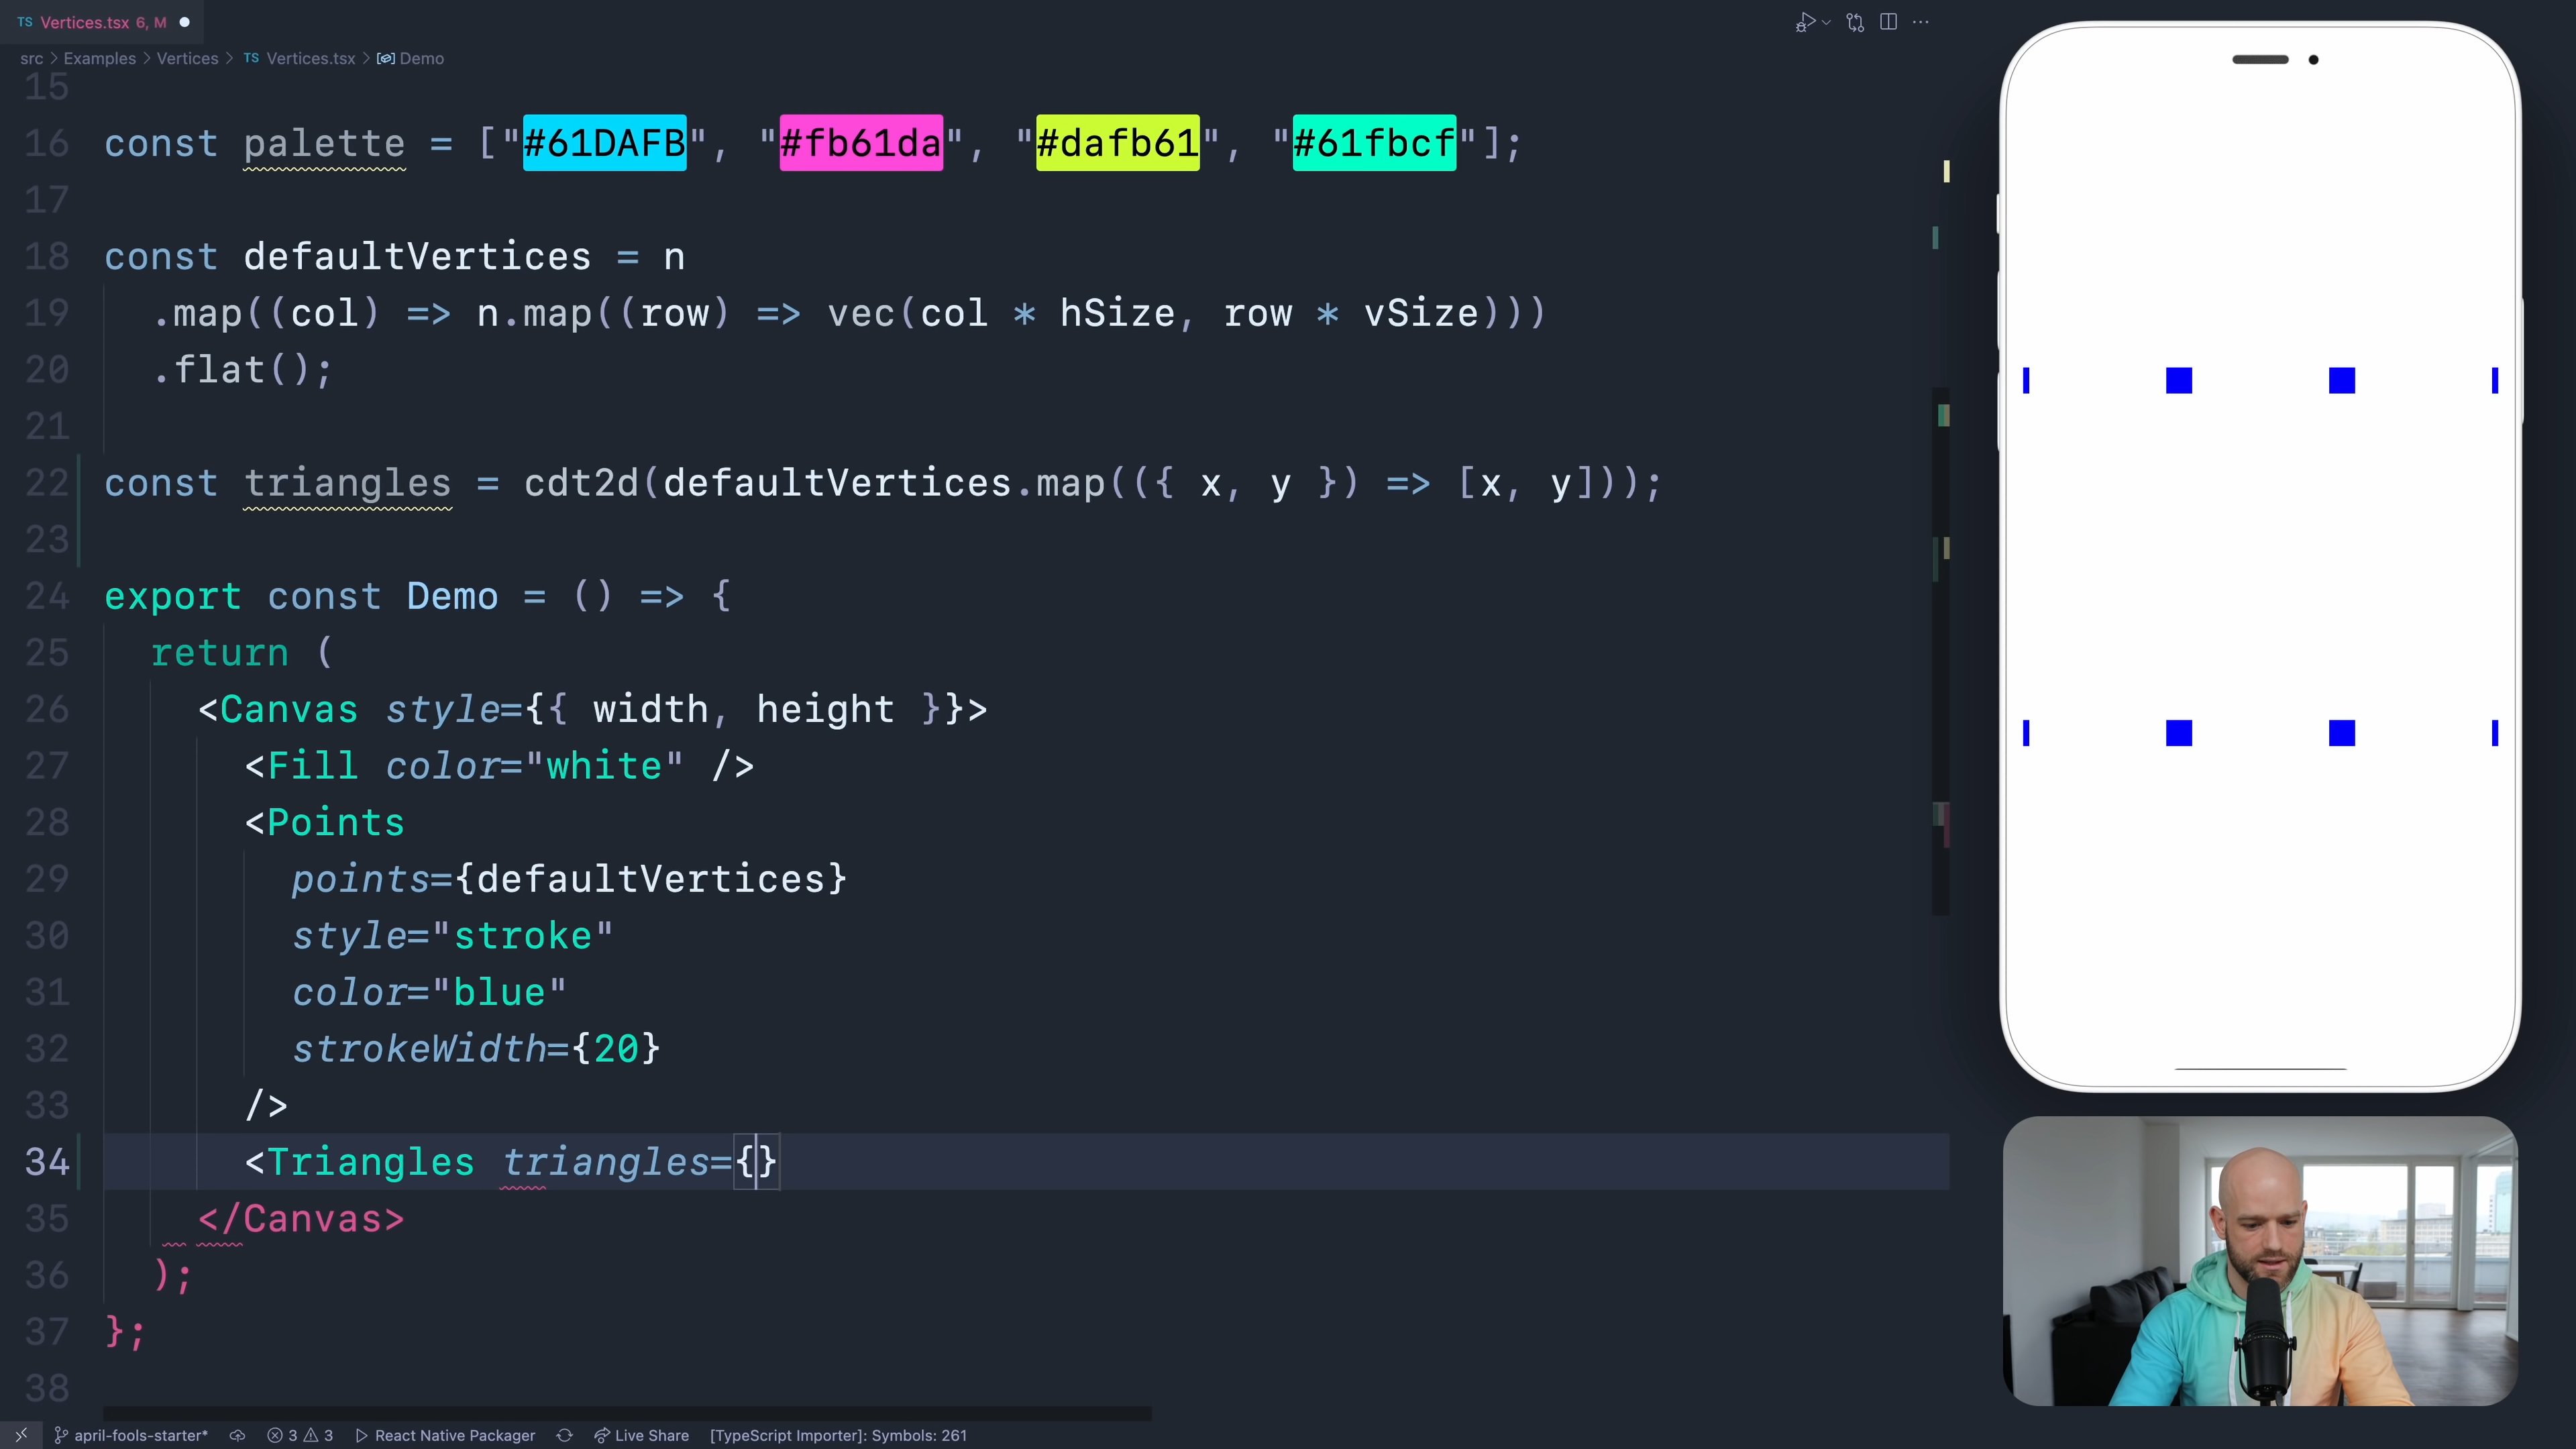 TS Vertices.tsx 6, M
src > Examples > Vertices > TS Vertices.tsx > Demo
15
16 const palette = ["#61DAFB", "#fb61da", "#dafb61", "#61fbcf"];
17
18 const defaultVertices = n
19 .map((col) => n.map((row) => vec(col * hSize, row * vSize)))
20 .flat();
21
22 const triangles = cdt2d(defaultVertices.map(({ x, y }) => [x, y]));
23
24 export const Demo = () => {
25 return (
26 <Canvas style={{ width, height }}>
27 <Fill color="white" />
28 <Points
29 points={defaultVertices}
30 style="stroke"
31 color="blue"
32 strokeWidth={20}
33 />
34 <Triangles triangles={}
35 </Canvas>
36 );
37 };
38
april-fools-starter* 3 3 React Native Packager Live Share [TypeScript Importer]: Symbols: 261